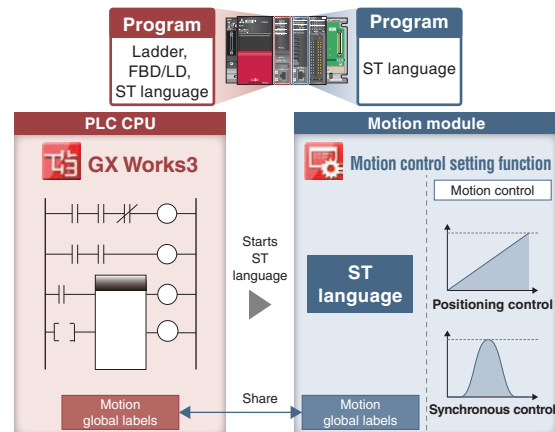 Program
Ladder,
FBD/LD,
ST language
Program
ST language
PLC CPU
GX Works3
Starts
ST
language
Motion module
Motion control setting function
Motion control
ST
language
Positioning control
Synchronous control
Motion
global labels
Share
Motion
global labels